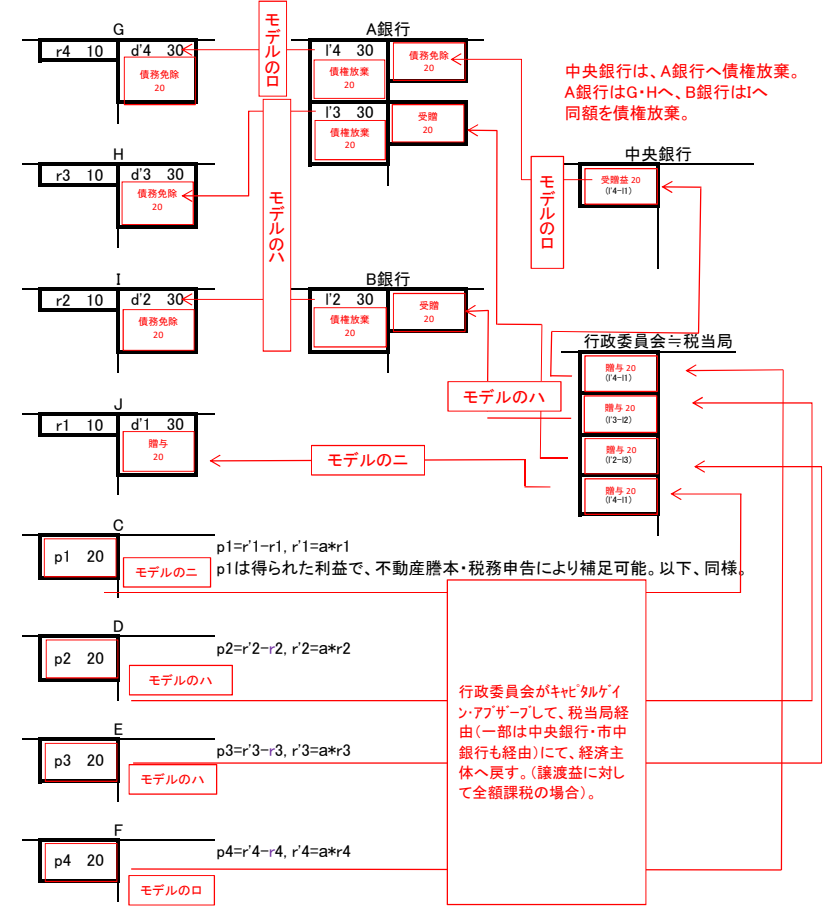 G
r4 10
d'4 30
債務免除
20
モデルのロ
A銀行
l'4 30
債権放棄
20
債務免除
20
l'3 30
債権放棄
20
受贈
20
中央銀行は、A銀行へ債権放棄。
A銀行はG・Hへ、B銀行はIへ
同額を債権放棄。
H
r3 10
d'3 30
債務免除
20
モデルのハ
モデルのロ
中央銀行
受贈益 20
(l'4-l1)
I
r2 10
d'2 30
債務免除
20
B銀行
l'2 30
債権放棄
20
受贈
20
モデルのハ
行政委員会≒税当局
贈与 20
(l'4-l1)
贈与 20
(l'3-l2)
贈与 20
(l'2-l3)
贈与 20
(l'4-l1)
J
r1 10
d'1 30
贈与
20
モデルのニ
C
p1 20
モデルのニ
p1=r'1-r1, r'1=a*r1
p1は得られた利益で、不動産謄本・税務申告により補足可能。以下、同様。
D
p2 20
モデルのハ
p2=r'2-r2, r'2=a*r2
E
p3 20
モデルのハ
p3=r'3-r3, r'3=a*r3
F
p4 20
モデルのロ
p4=r'4-r4, r'4=a*r4
行政委員会がｷｬﾋﾟﾀﾙｹﾞｲ
ﾝ・ｱﾌﾞｻﾞｰﾌﾞして、税当局経
由(一部は中央銀行・市中
銀行も経由)にて、経済主
体へ戻す。(譲渡益に対し
て全額課税の場合)。